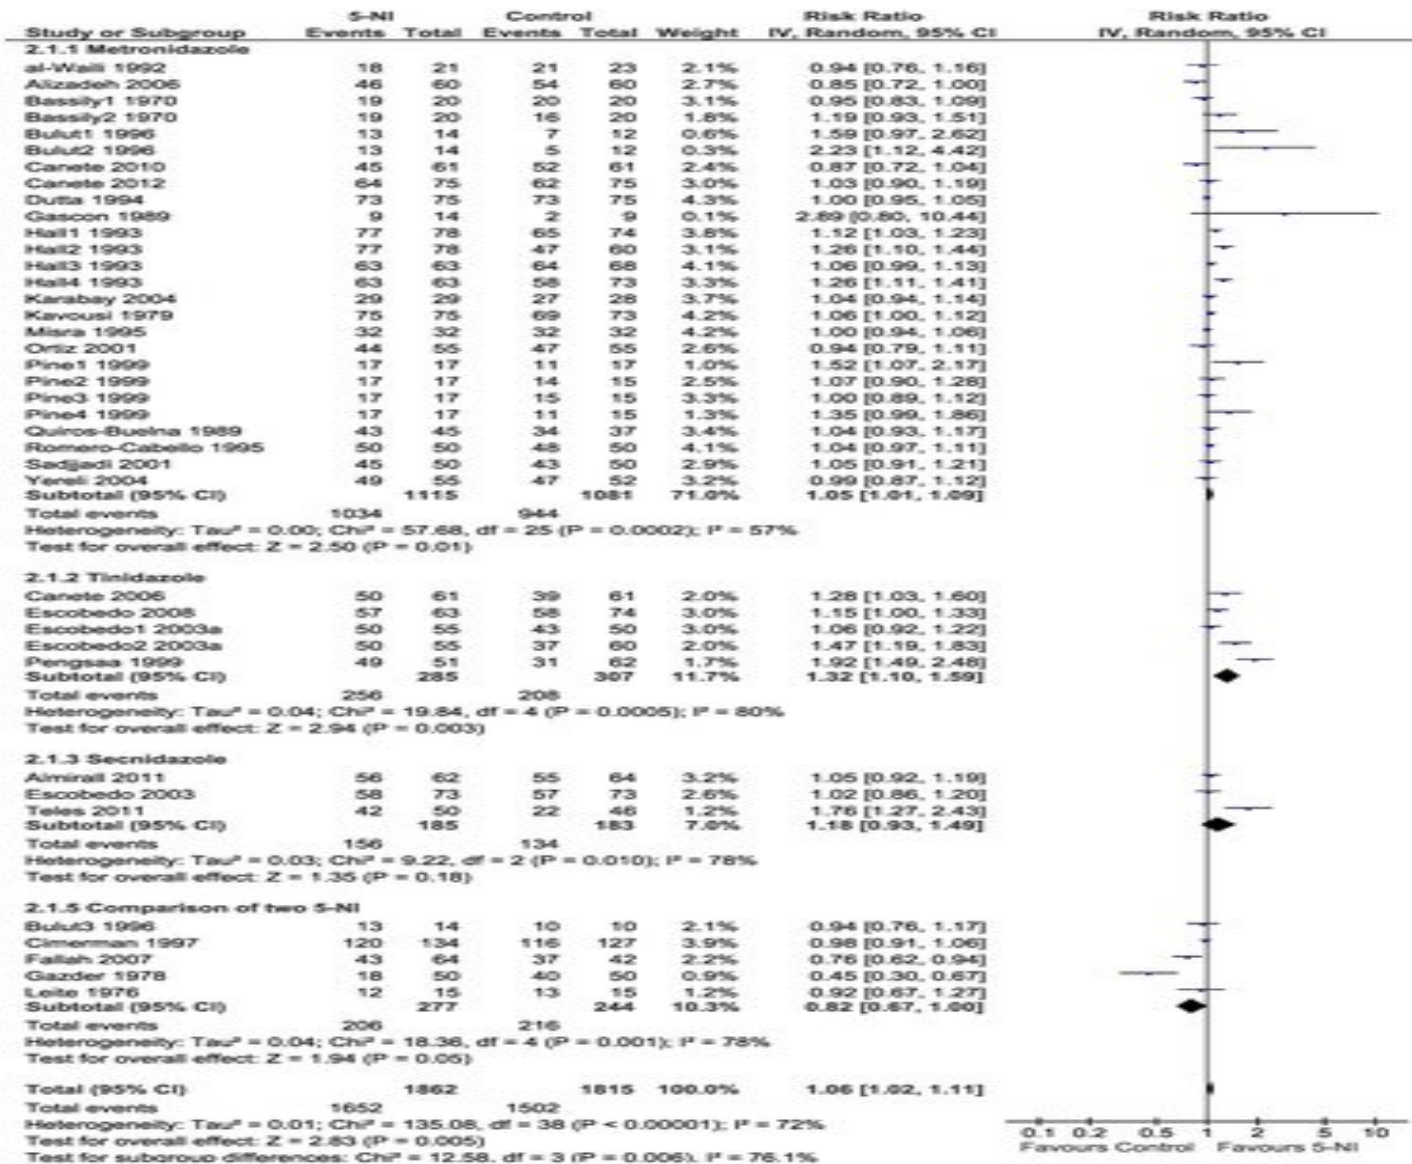 5-NI Control Risk Ratio Risk Ratio
Study or Subgroup Events Total Events Total Weight IV, Random, 95% CI IV, Random, 95% CI
2.1.1 Metronidazole
al-Waili 1992 18 21 21 23 2.1% 0.94 [0.76, 1.16]
Alizadeh 2006 46 60 54 60 2.7% 0.85 [0.72, 1.00]
Bassily1 1970 19 20 20 20 3.1% 0.95 [0.83, 1.09]
Bassily2 1970 19 20 16 20 1.8% 1.19 [0.93, 1.51]
Bulut1 1996 13 14 7 12 0.6% 1.59 [0.97, 2.62]
Bulut2 1996 13 14 5 12 0.3% 2.23 [1.12, 4.42]
Canete 2010 45 61 52 61 2.4% 0.87 [0.72, 1.04]
Canete 2012 64 75 62 75 3.0% 1.03 [0.90, 1.19]
Dutta 1994 73 75 73 75 4.3% 1.00 [0.95, 1.05]
Gascon 1989 9 14 2 9 0.1% 2.89 [0.80, 10.44]
Hall1 1993 77 78 65 74 3.8% 1.12 [1.03, 1.23]
Hall2 1993 77 78 47 60 3.1% 1.26 [1.10, 1.44]
Hall3 1993 63 63 64 68 4.1% 1.06 [0.99, 1.13]
Hall4 1993 63 63 58 73 3.3% 1.26 [1.11, 1.41]
Karabay 2004 29 29 27 28 3.7% 1.04 [0.94, 1.14]
Kavousi 1979 75 75 69 73 4.2% 1.06 [1.00, 1.12]
Misra 1995 32 32 32 32 4.2% 1.00 [0.94, 1.06]
Ortiz 2001 44 55 47 55 2.6% 0.94 [0.79, 1.11]
Pine1 1999 17 17 11 17 1.0% 1.52 [1.07, 2.17]
Pine2 1999 17 17 14 15 2.5% 1.07 [0.90, 1.28]
Pine3 1999 17 17 15 15 3.3% 1.00 [0.89, 1.12]
Pine4 1999 17 17 11 15 1.3% 1.35 [0.99, 1.86]
Quiros-Buelna 1989 43 45 34 37 3.4% 1.04 [0.93, 1.17]
Romero-Cabello 1995 50 50 48 50 4.1% 1.04 [0.97, 1.11]
Sadjjadi 2001 45 50 43 50 2.9% 1.05 [0.91, 1.21]
Yereli 2004 49 55 47 52 3.2% 0.99 [0.87, 1.12]
Subtotal (95% CI) 1115 1081 71.0% 1.05 [1.01, 1.09]
Total events 1034 944
Heterogeneity: Tau² = 0.00; Chi² = 57.68, df = 25 (P = 0.0002); I² = 57%
Test for overall effect: Z = 2.50 (P = 0.01)
2.1.2 Tinidazole
Canete 2006 50 61 39 61 2.0% 1.28 [1.03, 1.60]
Escobedo 2008 57 63 58 74 3.0% 1.15 [1.00, 1.33]
Escobedo1 2003a 50 55 43 50 3.0% 1.06 [0.92, 1.22]
Escobedo2 2003a 50 55 37 60 2.0% 1.47 [1.19, 1.83]
Pengsaa 1999 49 51 31 62 1.7% 1.92 [1.49, 2.48]
Subtotal (95% CI) 285 307 11.7% 1.32 [1.10, 1.59]
Total events 256 208
Heterogeneity: Tau² = 0.04; Chi² = 19.84, df = 4 (P = 0.0005); I² = 80%
Test for overall effect: Z = 2.94 (P = 0.003)
2.1.3 Secnidazole
Almirall 2011 56 62 55 64 3.2% 1.05 [0.92, 1.19]
Escobedo 2003 58 73 57 73 2.6% 1.02 [0.86, 1.20]
Teles 2011 42 50 22 46 1.2% 1.76 [1.27, 2.43]
Subtotal (95% CI) 185 183 7.0% 1.18 [0.93, 1.49]
Total events 156 134
Heterogeneity: Tau² = 0.03; Chi² = 9.22, df = 2 (P = 0.010); I² = 78%
Test for overall effect: Z = 1.35 (P = 0.18)
2.1.5 Comparison of two 5-NI
Bulut3 1996 13 14 10 10 2.1% 0.94 [0.76, 1.17]
Cimerman 1997 120 134 116 127 3.9% 0.98 [0.91, 1.06]
Fallah 2007 43 64 37 42 2.2% 0.76 [0.62, 0.94]
Gazder 1978 18 50 40 50 0.9% 0.45 [0.30, 0.67]
Leite 1976 12 15 13 15 1.2% 0.92 [0.67, 1.27]
Subtotal (95% CI) 277 244 10.3% 0.82 [0.67, 1.00]
Total events 206 216
Heterogeneity: Tau² = 0.04; Chi² = 18.36, df = 4 (P = 0.001); I² = 78%
Test for overall effect: Z = 1.94 (P = 0.05)
Total (95% CI) 1862 1815 100.0% 1.06 [1.02, 1.11]
Total events 1652 1502
Heterogeneity: Tau² = 0.01; Chi² = 135.08, df = 38 (P < 0.00001); I² = 72%
Test for overall effect: Z = 2.83 (P = 0.005)
Test for subgroup differences: Chi² = 12.58, df = 3 (P = 0.006), I² = 76.1%
0.1 0.2 0.5 1 2 5 10
Favours Control Favours 5-NI